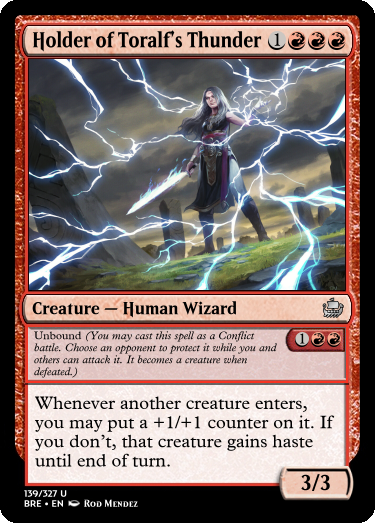 Holder of Toralf's Thunder 1
Creature — Human Wizard
Unbound (You may cast this spell as a Conflict
battle. Choose an opponent to protect it while you and
others can attack it. It becomes a creature when
defeated.)
1
Whenever another creature enters,
you may put a +1/+1 counter on it. If
you don't, that creature gains haste
until end of turn.
3/3
139/327 U
BRE • EN Rod Mendez